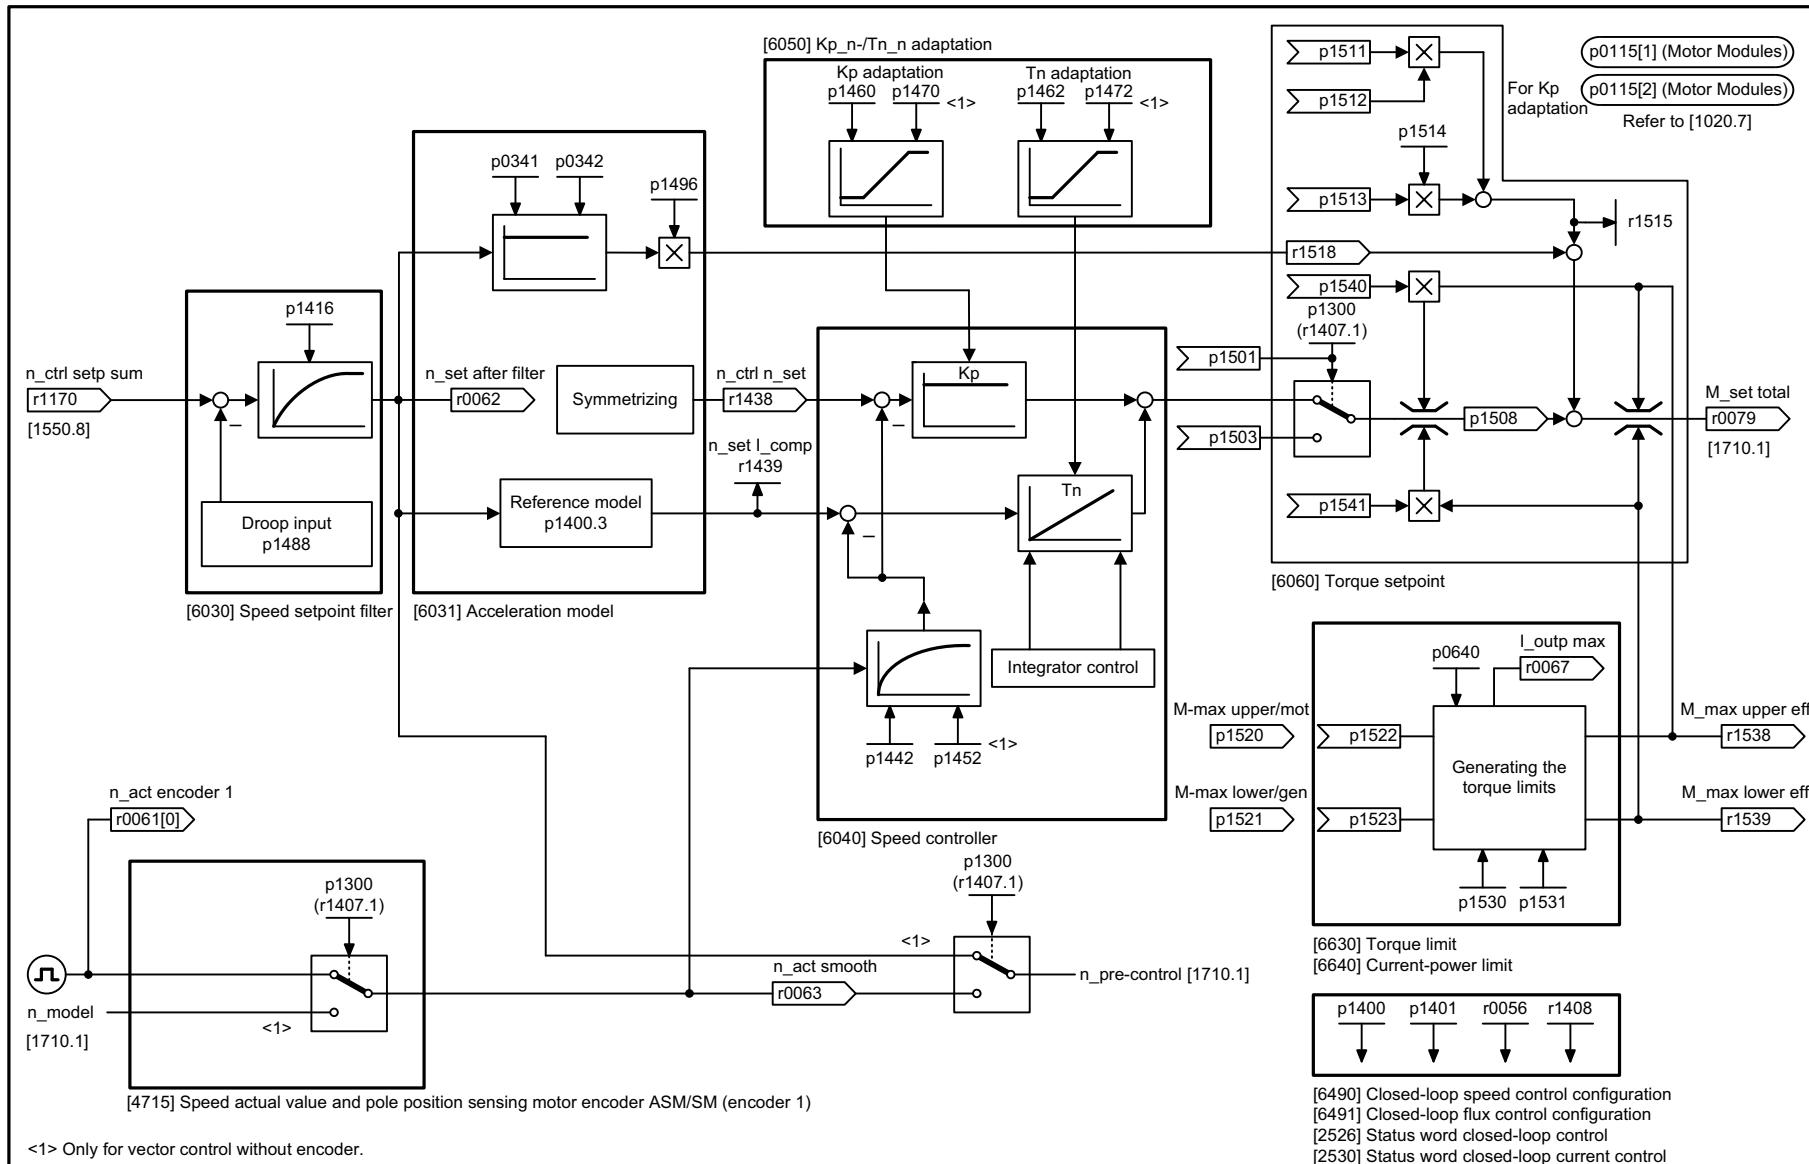 [6050] Kp_n-/Tn_n adaptation
Kp adaptation
Tn adaptation
p1460
p1470
<1>
p1462
p1472
<1>
p1511
p1512
For Kp
adaptation
p0115[1] (Motor Modules)
p0115[2] (Motor Modules)
Refer to [1020.7]
p1514
p1513
r1515
p0341
p0342
p1496
r1518
p1540
p1300
(r1407.1)
p1501
p1416
n_ctrl setp sum
r1170
[1550.8]
–
n_set after filter
r0062
Symmetrizing
n_ctrl n_set
r1438
Kp
–
p1503
p1508
M_set total
r0079
[1710.1]
n_set I_comp
r1439
Droop input
p1488
Reference model
p1400.3
–
Tn
p1541
[6030] Speed setpoint filter
[6031] Acceleration model
[6060] Torque setpoint
Integrator control
p1442
p1452
<1>
[6040] Speed controller
p0640
I_outp max
r0067
M-max upper/mot
p1520
p1522
M_max upper eff
r1538
Generating the
torque limits
M-max lower/gen
p1521
p1523
M_max lower eff
r1539
p1530
p1531
[6630] Torque limit
[6640] Current-power limit
n_act encoder 1
r0061[0]
p1300
(r1407.1)
p1300
(r1407.1)
<1>
n_act smooth
r0063
n_pre-control [1710.1]
n_model
[1710.1]
<1>
[4715] Speed actual value and pole position sensing motor encoder ASM/SM (encoder 1)
p1400
p1401
r0056
r1408
[6490] Closed-loop speed control configuration
[6491] Closed-loop flux control configuration
[2526] Status word closed-loop control
[2530] Status word closed-loop current control
<1> Only for vector control without encoder.